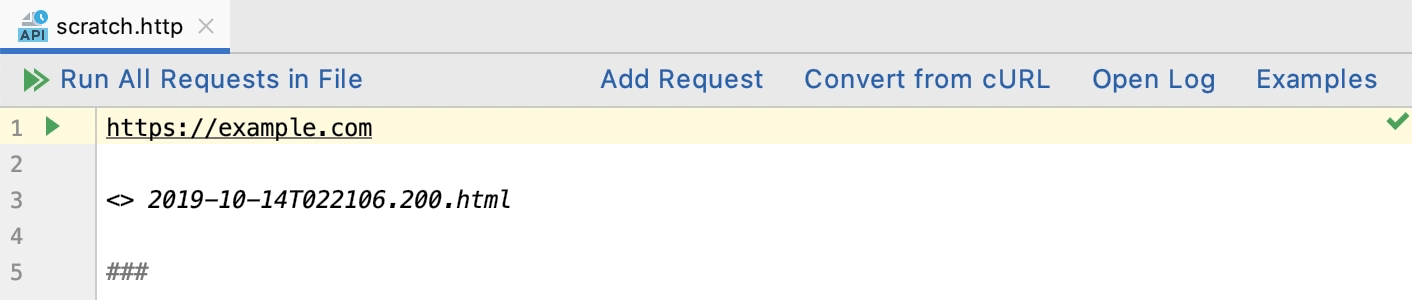 API scratch.http
Run All Requests in File Add Request Convert from cURL Open Log Examples
1 https://example.com
2
3 <> 2019-10-14T022106.200.html
4
5 ###